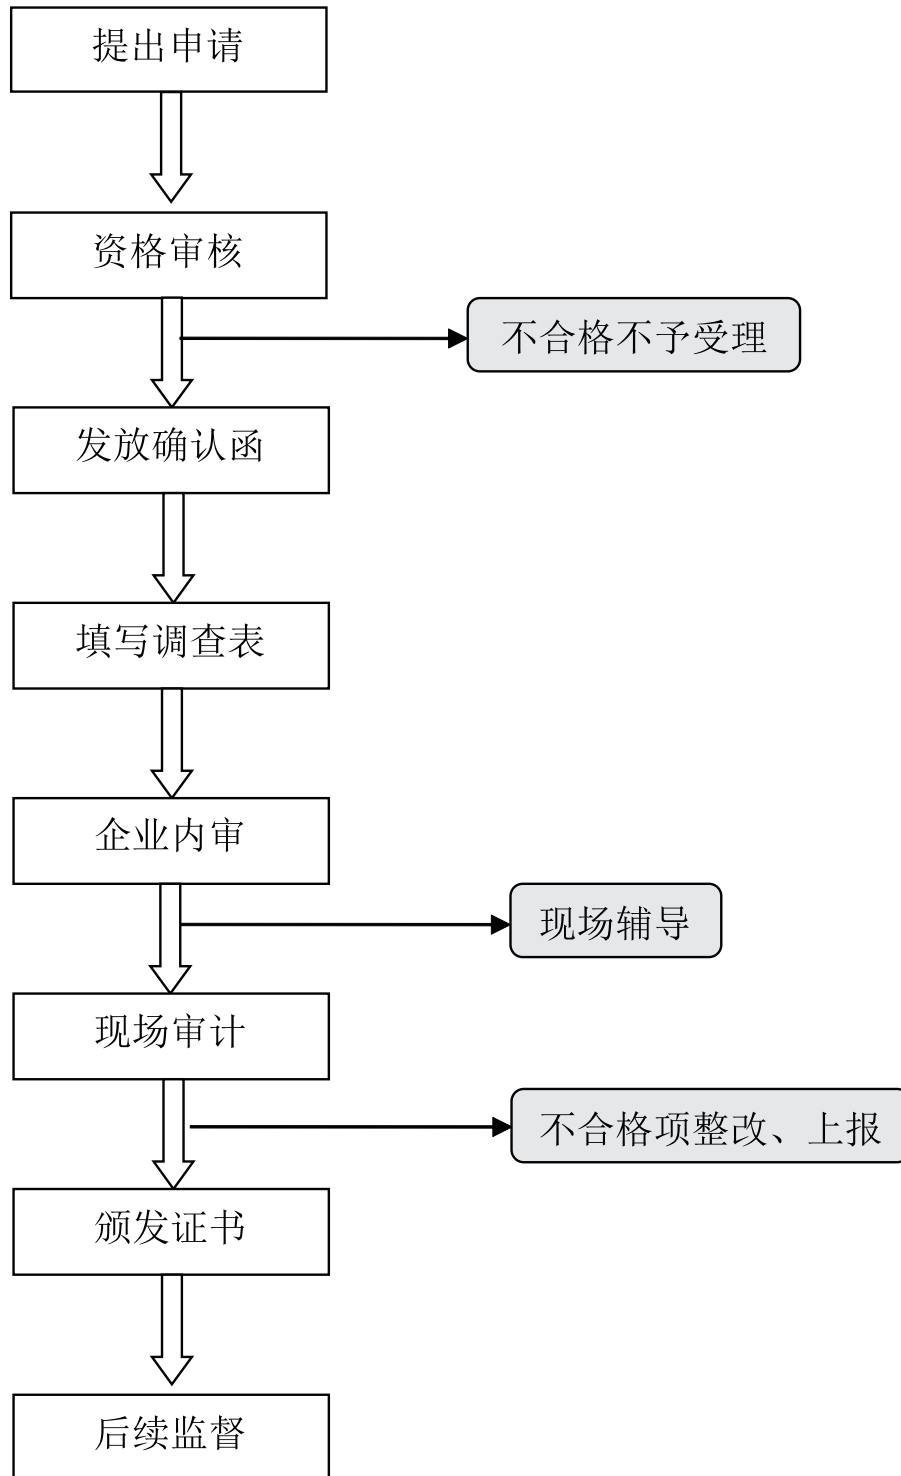 提出申请
资格审核
不合格不予受理
发放确认函
填写调查表
企业内审
现场辅导
现场审计
不合格项整改、上报
颁发证书
后续监督